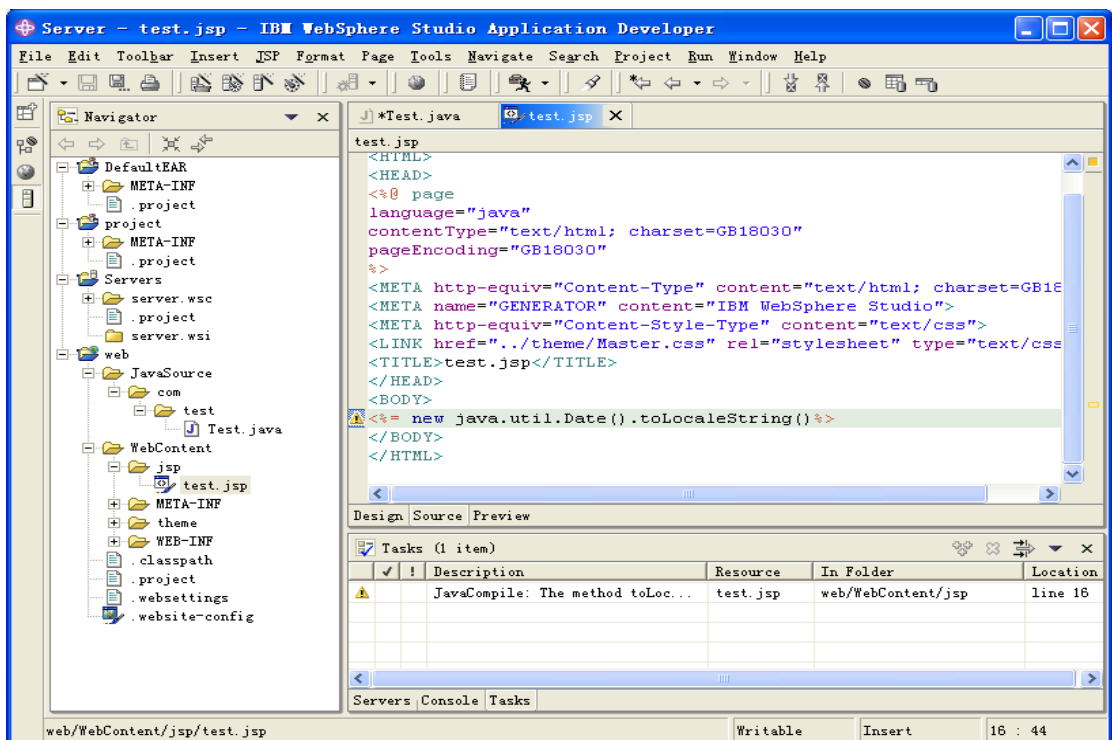 Server - test.jsp - IBM WebSphere Studio Application Developer
File Edit Toolbar Insert JSP Format Page Tools Navigate Search Project Run Window Help
Navigator
DefaultEAR
META-INF
.project
project
META-INF
.project
Servers
server.wsc
.project
server.wsi
web
JavaSource
com
test
Test.java
WebContent
jsp
test.jsp
META-INF
theme
WEB-INF
.classpath
.project
.websettings
.website-config
*Test.java test.jsp
test.jsp
<HTML>
<HEAD>
<%@ page
language="java"
contentType="text/html; charset=GB18030"
pageEncoding="GB18030"
%>
<META http-equiv="Content-Type" content="text/html; charset=GB18
<META name="GENERATOR" content="IBM WebSphere Studio">
<META http-equiv="Content-Style-Type" content="text/css">
<LINK href="../theme/Master.css" rel="stylesheet" type="text/css
<TITLE>test.jsp</TITLE>
</HEAD>
<BODY>
<%= new java.util.Date().toLocaleString()%>
</BODY>
</HTML>
Design Source Preview
Tasks (1 item)
! Description Resource In Folder Location
JavaCompile: The method toLoc... test.jsp web/WebContent/jsp line 16
Servers Console Tasks
web/WebContent/jsp/test.jsp Writable Insert 16 : 44